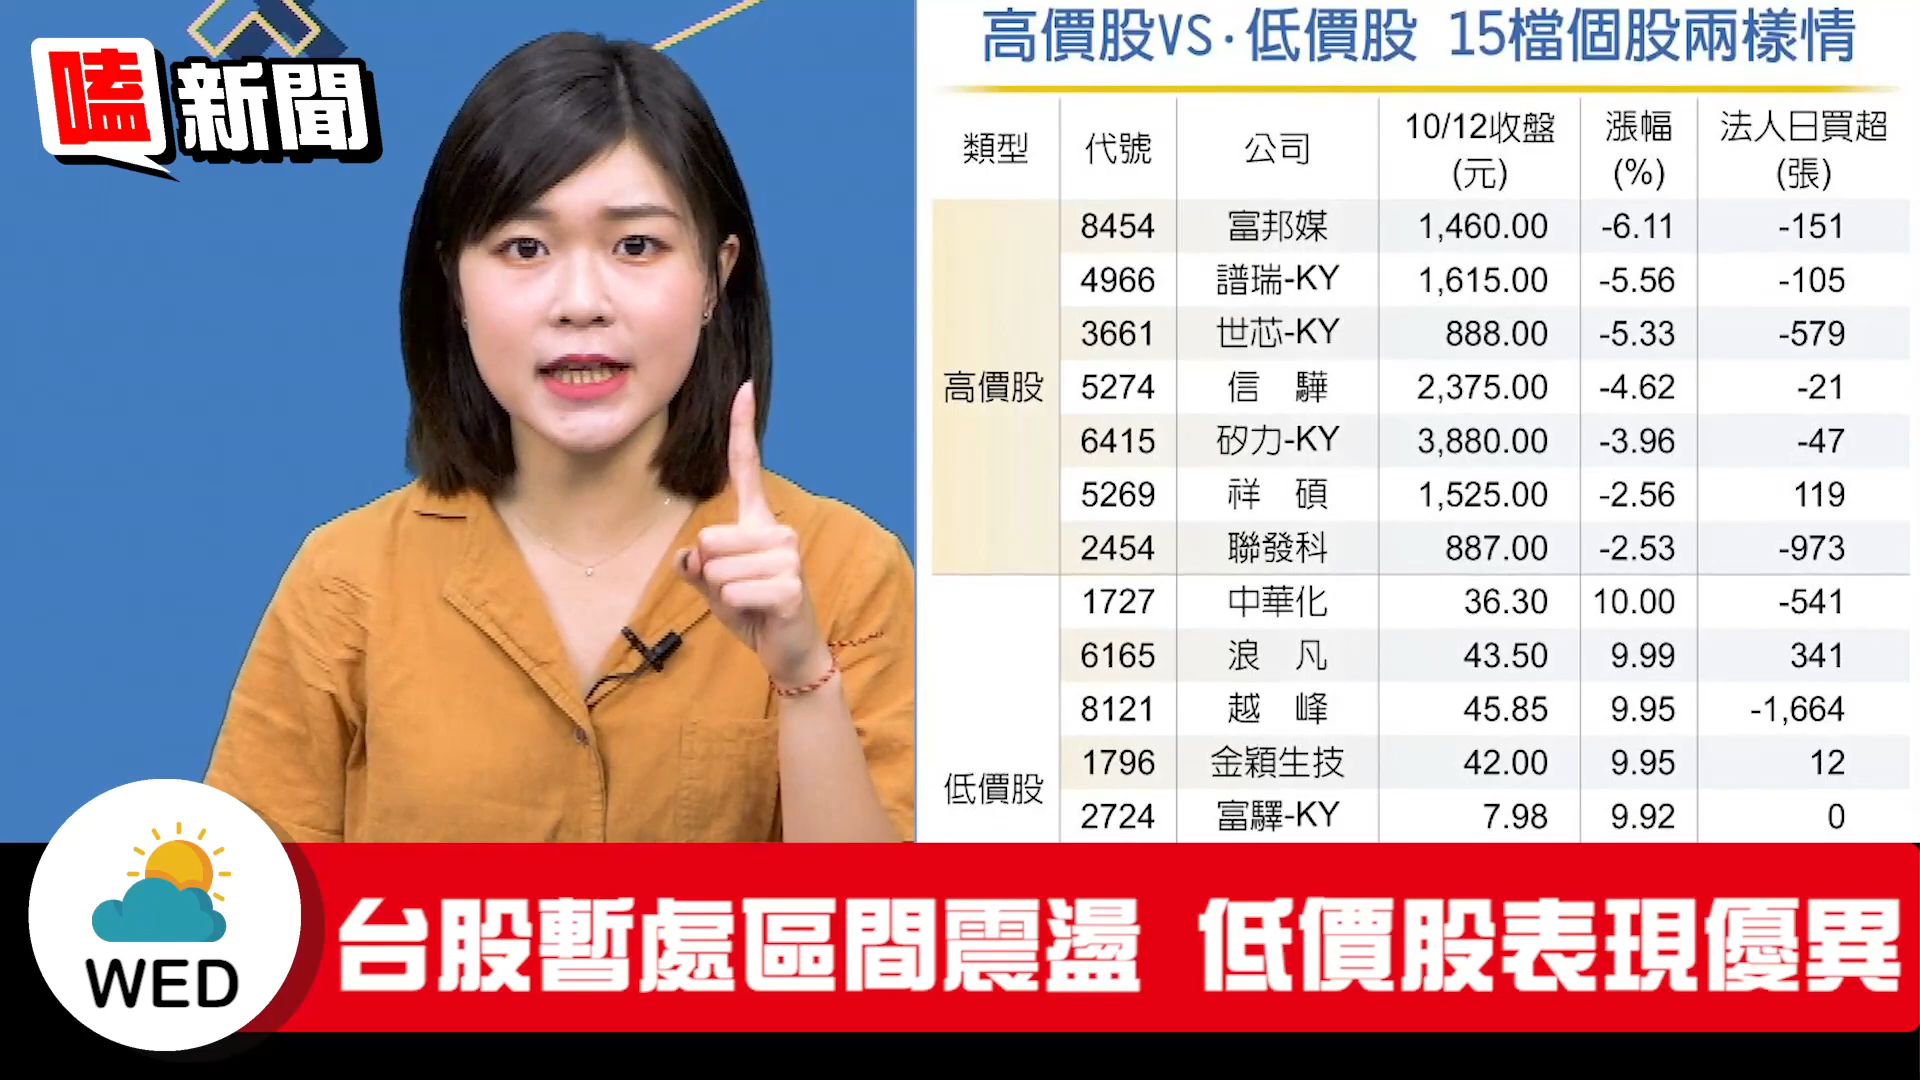 嗑新聞
高價股VS·低價股 15檔個股兩樣情
類型 代號 公司 10/12收盤(元) 漲幅(%) 法人日買超(張)
高價股
8454 富邦媒 1,460.00 -6.11 -151
4966 譜瑞-KY 1,615.00 -5.56 -105
3661 世芯-KY 888.00 -5.33 -579
5274 信驊 2,375.00 -4.62 -21
6415 矽力-KY 3,880.00 -3.96 -47
5269 祥碩 1,525.00 -2.56 119
2454 聯發科 887.00 -2.53 -973
低價股
1727 中華化 36.30 10.00 -541
6165 浪凡 43.50 9.99 341
8121 越峰 45.85 9.95 -1,664
1796 金穎生技 42.00 9.95 12
2724 富驛-KY 7.98 9.92 0
WED
台股暫處區間震盪 低價股表現優異